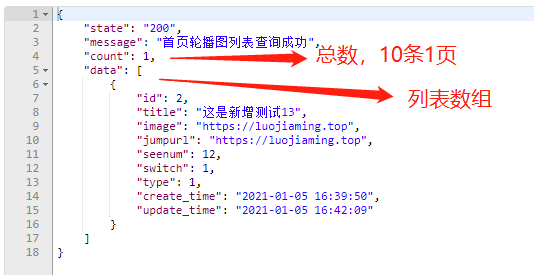 1 {
2 "state": "200",
3 "message": "首页轮播图列表查询成功",
4 "count": 1,
总数，10条1页
5 "data": [
列表数组
6 {
7 "id": 2,
8 "title": "这是新增测试13",
9 "image": "https://luojiaming.top",
10 "jumpurl": "https://luojiaming.top",
11 "seenum": 12,
12 "switch": 1,
13 "type": 1,
14 "create_time": "2021-01-05 16:39:50",
15 "update_time": "2021-01-05 16:42:09"
16 }
17 ]
18 }